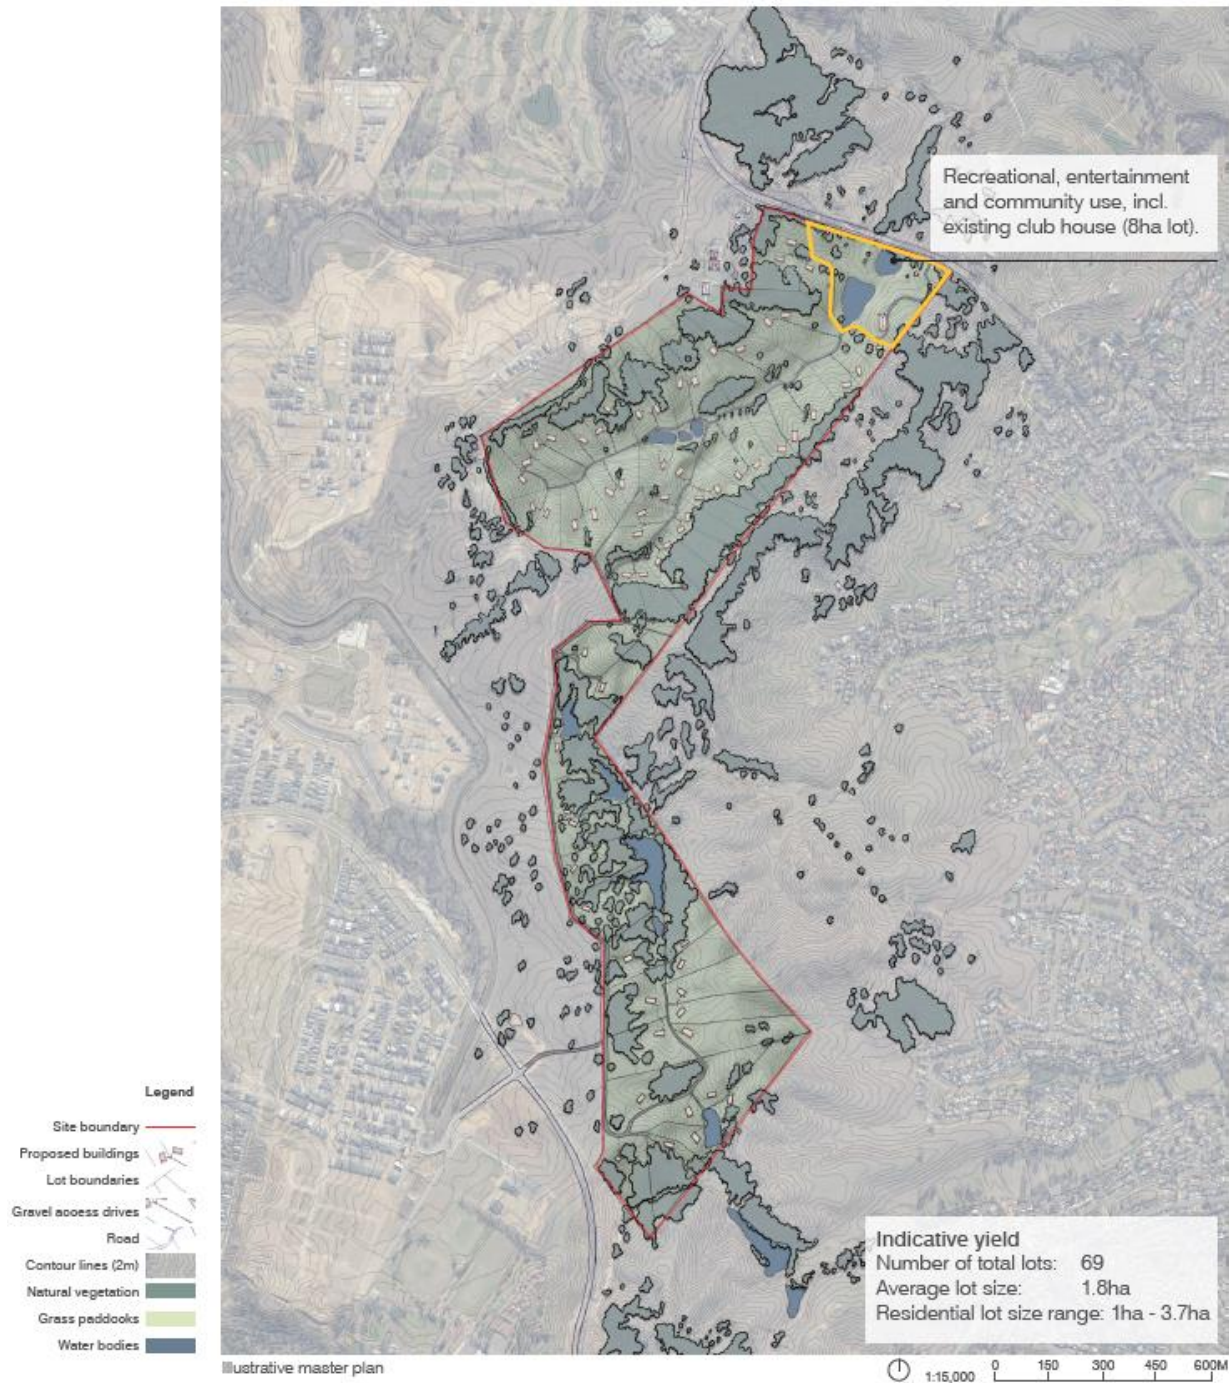 Recreational, entertainment
and community use, incl.
existing club house (8ha lot).
Legend
Site boundary
Proposed buildings
Lot boundaries
Gravel access drives
Road
Contour lines (2m)
Natural vegetation
Grass paddocks
Water bodies
Indicative yield
Number of total lots: 69
Average lot size: 1.8ha
Residential lot size range: 1ha - 3.7ha
Illustrative master plan
1:15,000
0 150 300 450 600M